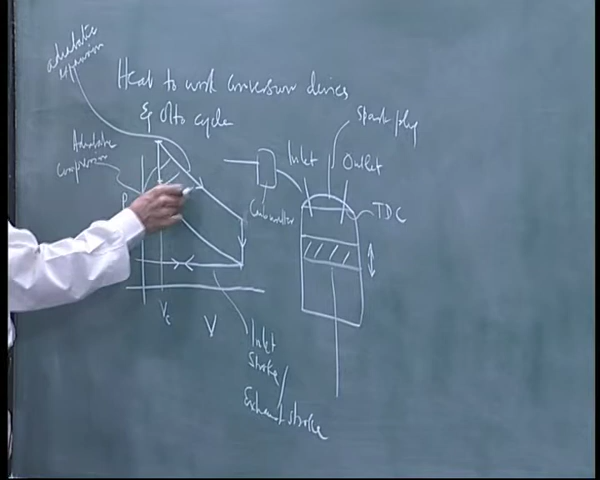 adiabatic
expansion
Heat to work conversion devices
Eg Otto cycle
Adiabatic
Compression
P
Vc
V
Inlet
Stroke/
Exhaust stroke
Spark plug
Inlet
Outlet
Carburettor
TDC